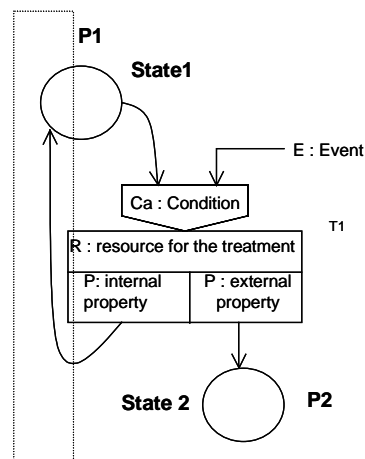 P1
State1
E : Event
Ca : Condition
T1
R : resource for the treatment
P: internal
property
P : external
property
State 2
P2